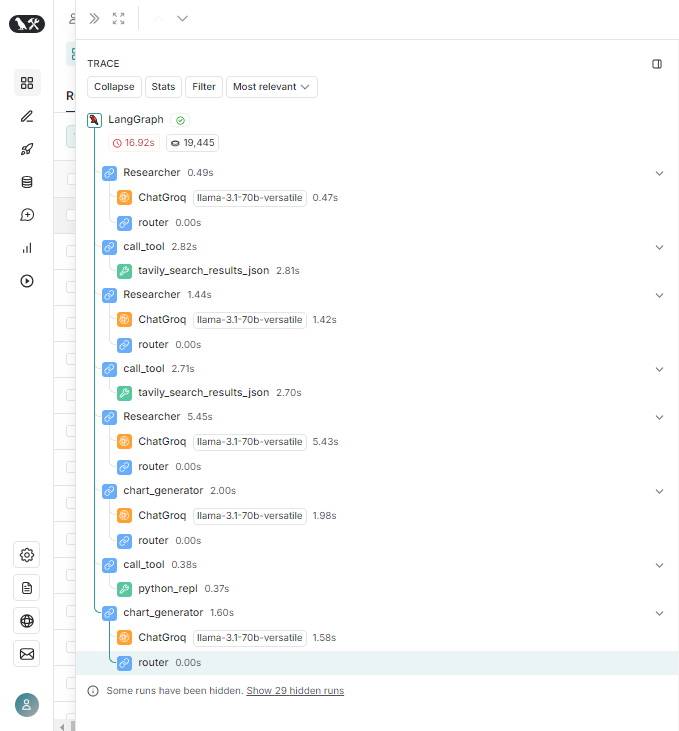 TRACE
Collapse Stats Filter Most relevant
LangGraph
16.92s 19,445
Researcher 0.49s
ChatGroq llama-3.1-70b-versatile 0.47s
router 0.00s
call_tool 2.82s
tavily_search_results_json 2.81s
Researcher 1.44s
ChatGroq llama-3.1-70b-versatile 1.42s
router 0.00s
call_tool 2.71s
tavily_search_results_json 2.70s
Researcher 5.45s
ChatGroq llama-3.1-70b-versatile 5.43s
router 0.00s
chart_generator 2.00s
ChatGroq llama-3.1-70b-versatile 1.98s
router 0.00s
call_tool 0.38s
python_repl 0.37s
chart_generator 1.60s
ChatGroq llama-3.1-70b-versatile 1.58s
router 0.00s
Some runs have been hidden. Show 29 hidden runs